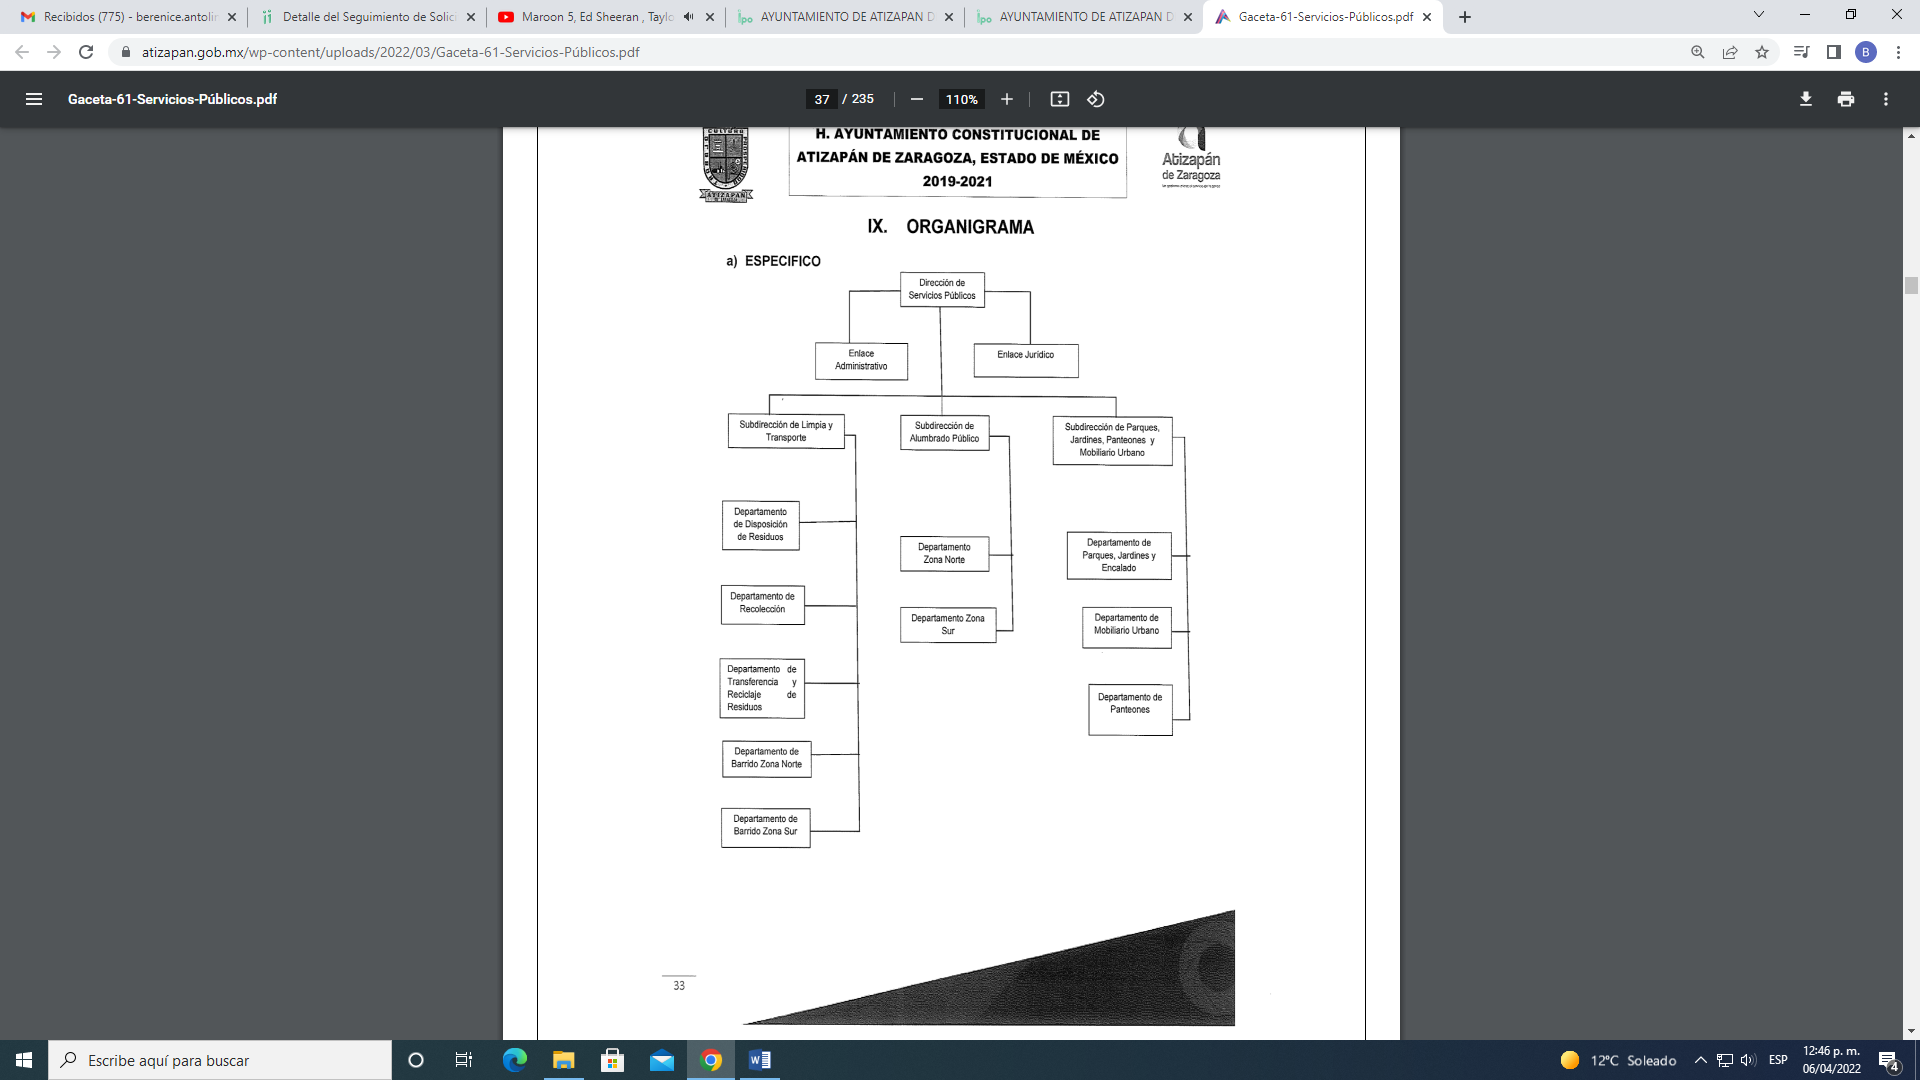 Recibidos (775) - berenice.antolin
Detalle del Seguimiento de Solici
Maroon 5, Ed Sheeran , Taylo
AYUNTAMIENTO DE ATIZAPAN D
AYUNTAMIENTO DE ATIZAPAN D
Gaceta-61-Servicios-Públicos.pdf
atizapan.gob.mx/wp-content/uploads/2022/03/Gaceta-61-Servicios-Públicos.pdf
B
Gaceta-61-Servicios-Públicos.pdf
37 / 235
110%
H. AYUNTAMIENTO CONSTITUCIONAL DE
ATIZAPÁN DE ZARAGOZA, ESTADO DE MÉXICO
2019-2021
ATIZAPAN
Atizapán
de Zaragoza
IX. ORGANIGRAMA
a) ESPECIFICO
Dirección de
Servicios Públicos
Enlace
Administrativo
Enlace Jurídico
Subdirección de Limpia y
Transporte
Subdirección de
Alumbrado Público
Subdirección de Parques,
Jardines, Panteones y
Mobiliario Urbano
Departamento
de Disposición
de Residuos
Departamento de
Recolección
Departamento de
Transferencia y
Reciclaje de
Residuos
Departamento de
Barrido Zona Norte
Departamento de
Barrido Zona Sur
Departamento
Zona Norte
Departamento Zona
Sur
Departamento de
Parques, Jardines y
Encalado
Departamento de
Mobiliario Urbano
Departamento de
Panteones
33
Escribe aquí para buscar
12°C Soleado
ESP
12:46 p. m.
06/04/2022
4